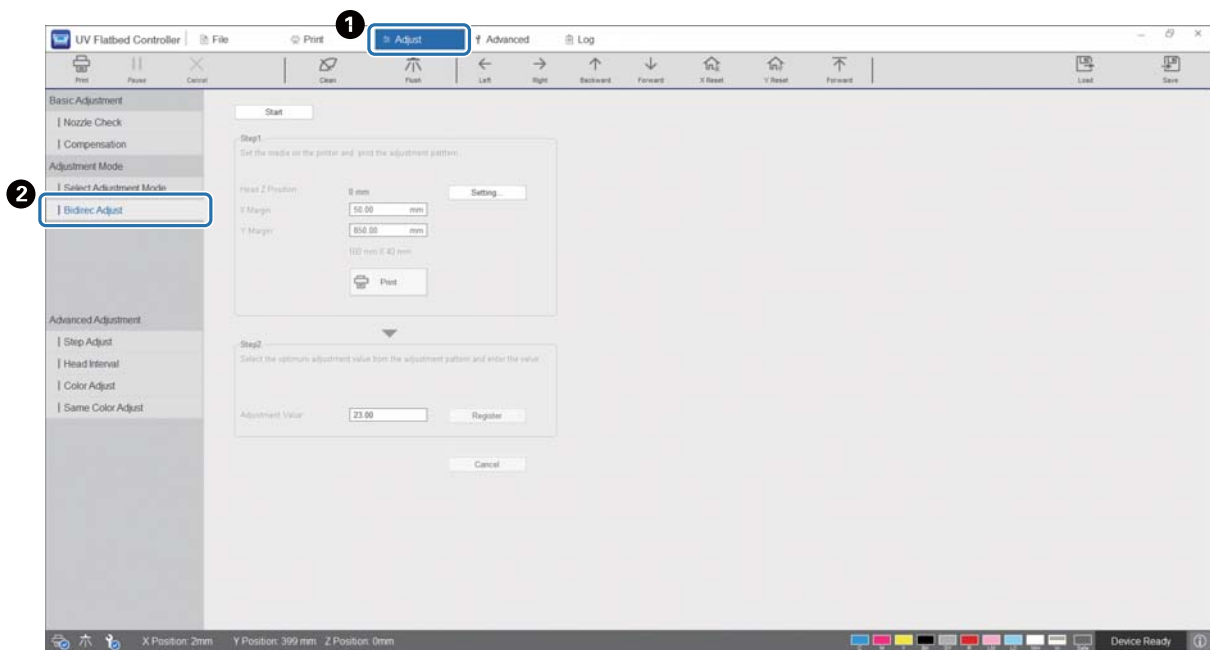 1
UV Flatbed Controller File Print Adjust Advanced Log
Print Pause Cancel Clean Flush Left Right Backward Forward X Reset Y Reset Forward Load Save
Basic Adjustment
Nozzle Check
Compensation
Adjustment Mode
Select Adjustment Mode
2
Bidirec Adjust
Advanced Adjustment
Step Adjust
Head Interval
Color Adjust
Same Color Adjust
Start
Step1
Set the media on the printer and print the adjustment pattern.
Head Z Position 0 mm Setting...
X Margin 50.00 mm
Y Margin 850.00 mm
Print
Step2
Select the optimum adjustment value from the adjustment pattern and enter the value.
Adjustment Value 23.00 Register
Cancel
X Position: 2mm Y Position: 399 mm Z Position: 0mm
Device Ready